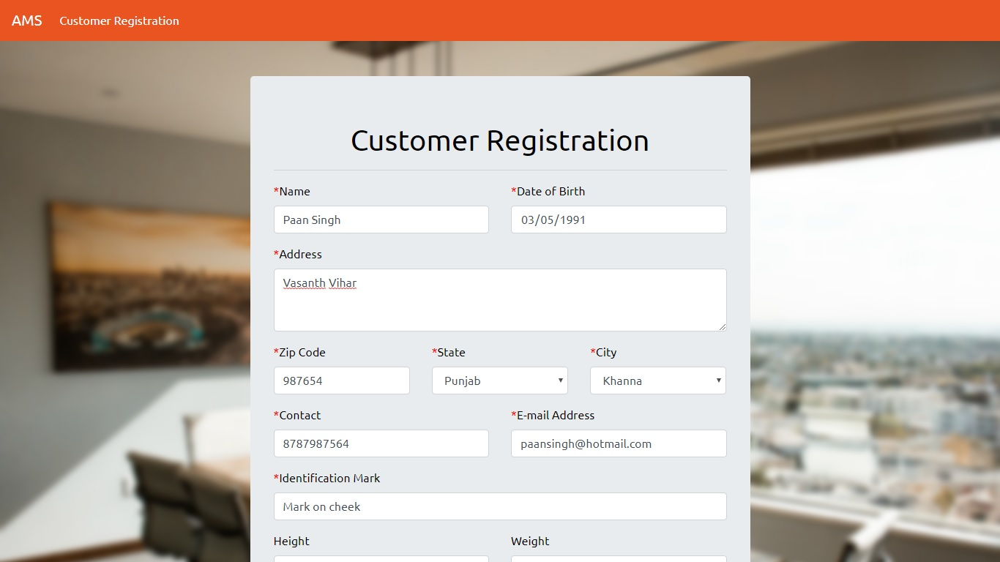 AMS Customer Registration
Customer Registration
*Name *Date of Birth
Paan Singh 03/05/1991
*Address
Vasanth Vihar
*Zip Code *State *City
987654 Punjab Khanna
*Contact *E-mail Address
8787987564 paansingh@hotmail.com
*Identification Mark
Mark on cheek
Height Weight